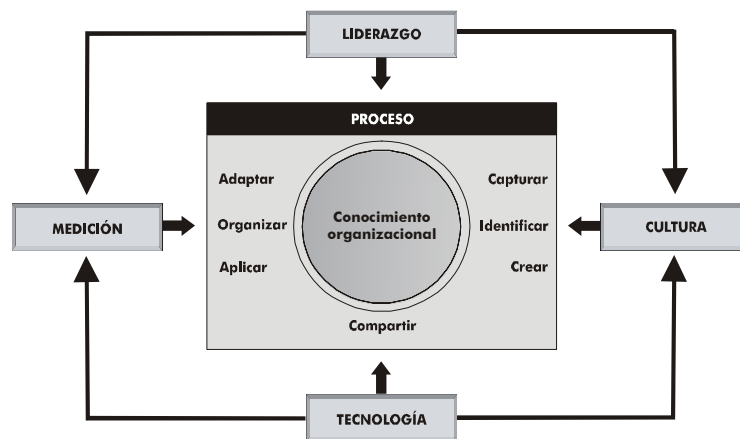 LIDERAZGO
PROCESO
Adaptar
Capturar
MEDICIÓN
Organizar
Conocimiento
organizacional
Identificar
CULTURA
Aplicar
Crear
Compartir
TECNOLOGÍA